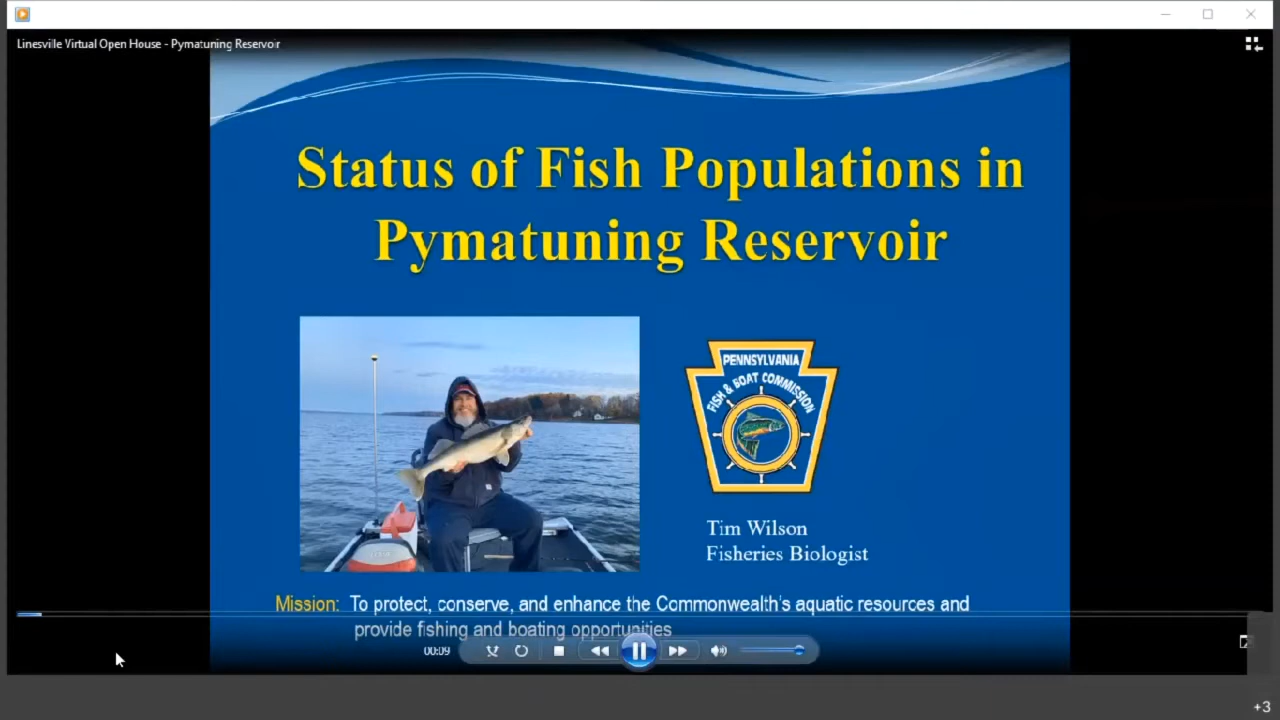 Linesville Virtual Open House - Pymatuning Reservoir
Status of Fish Populations in
Pymatuning Reservoir
PENNSYLVANIA
FISH & BOAT COMMISSION
Tim Wilson
Fisheries Biologist
Mission: To protect, conserve, and enhance the Commonwealth's aquatic resources and
provide fishing and boating opportunities
00:09
+3